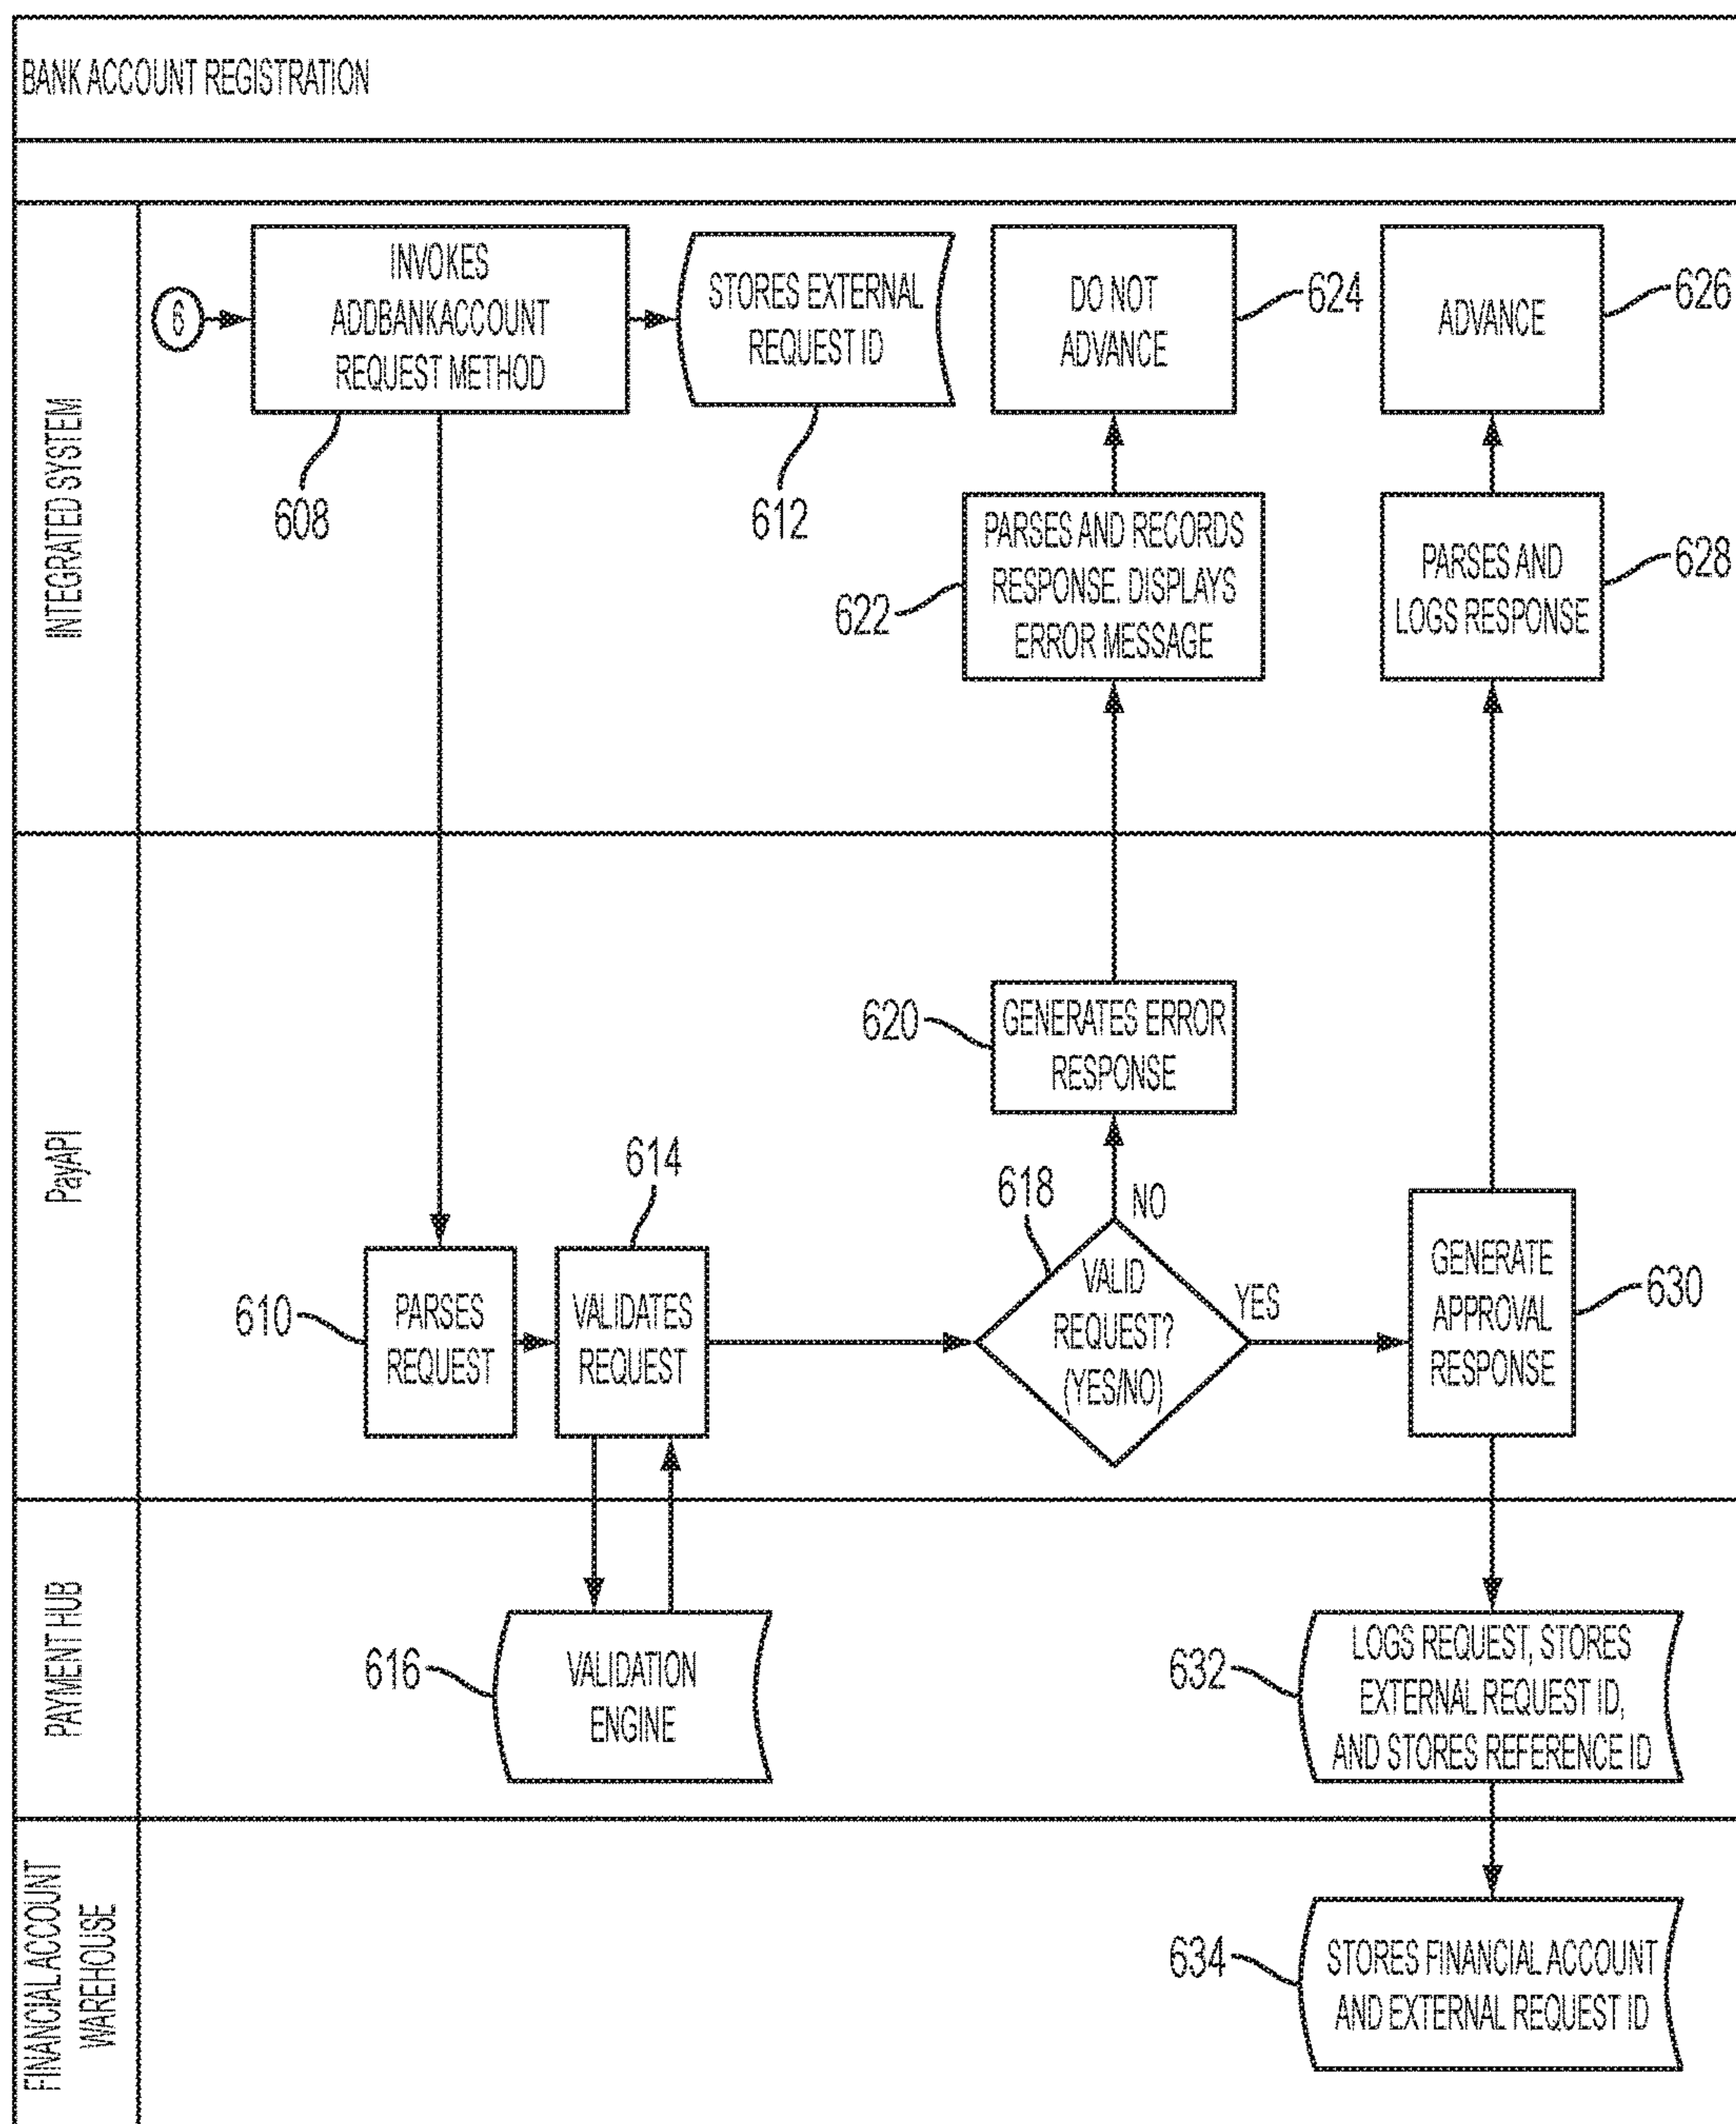 BANK ACCOUNT REGISTRATION
INTEGRATED SYSTEM
6
INVOKES
ADDBANKACCOUNT
REQUEST METHOD
608
STORES EXTERNAL
REQUEST ID
612
DO NOT
ADVANCE
624
ADVANCE
626
PARSES AND RECORDS
RESPONSE. DISPLAYS
ERROR MESSAGE
622
PARSES AND
LOGS RESPONSE
628
PayAPI
GENERATES ERROR
RESPONSE
620
614
618
NO
PARSES
REQUEST
610
VALIDATES
REQUEST
VALID
REQUEST?
(YES/NO)
YES
GENERATE
APPROVAL
RESPONSE
630
PAYMENT HUB
VALIDATION
ENGINE
616
LOGS REQUEST, STORES
EXTERNAL REQUEST ID,
AND STORES REFERENCE ID
632
FINANCIAL ACCOUNT
WAREHOUSE
STORES FINANCIAL ACCOUNT
AND EXTERNAL REQUEST ID
634